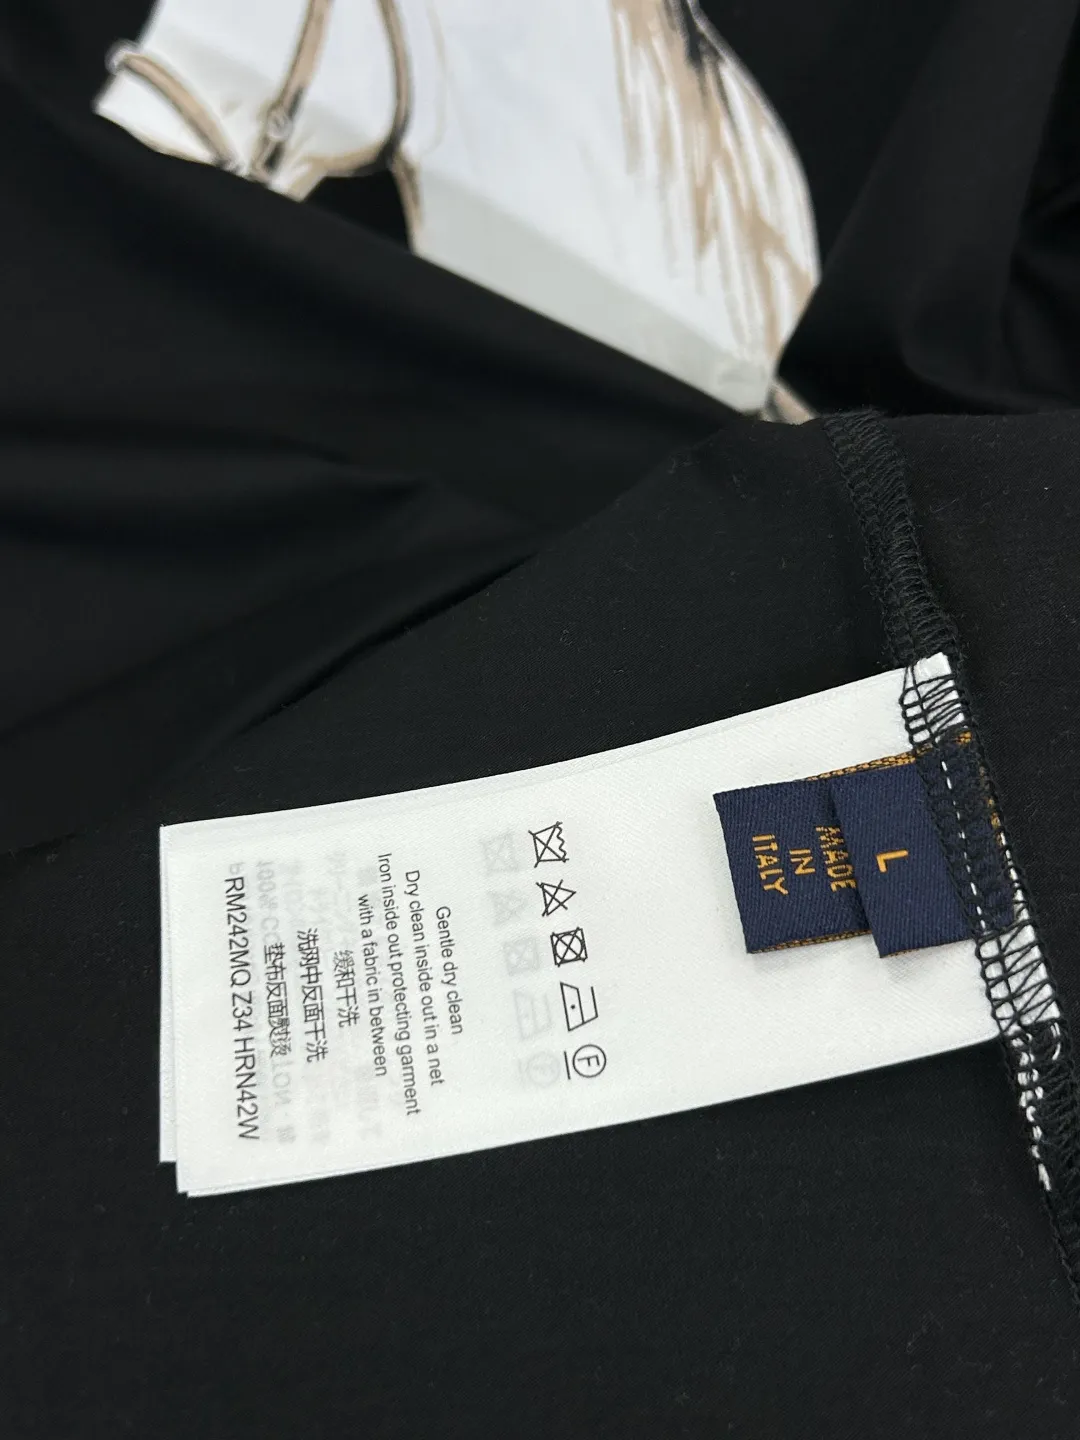 Gentle dry clean
Dry clean inside out in a net
Iron inside out protecting garment
with a fabric in between
缓和干洗
洗网中反面干洗
垫布反面熨烫
RM242MQ Z34 HRN42W
F
MADE
IN
ITALY
L